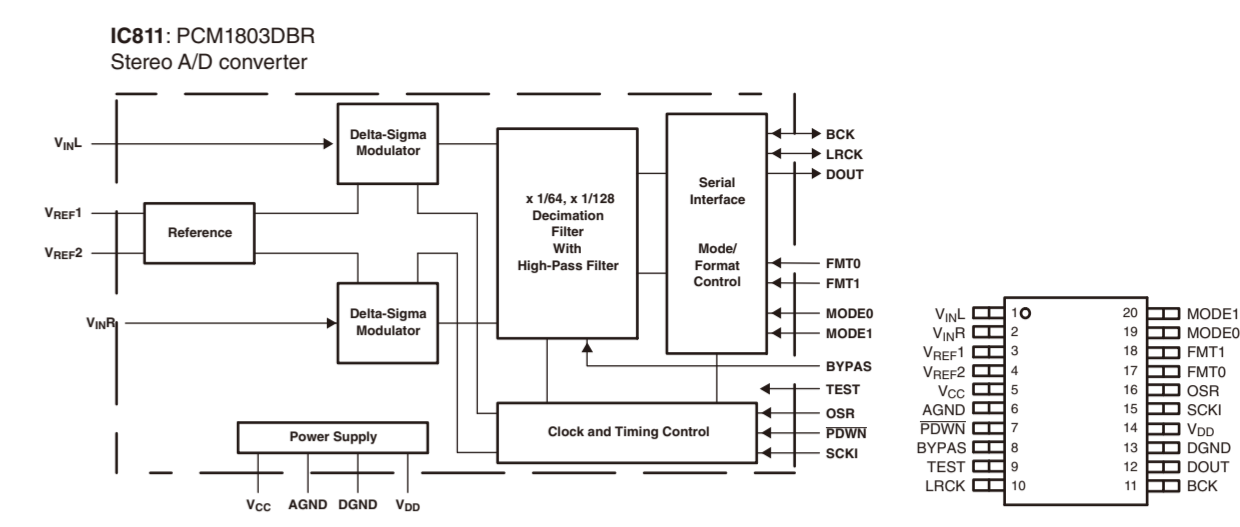 IC811: PCM1803DBR
Stereo A/D converter
VINL
VREF1
VREF2
VINR
Reference
Delta-Sigma
Modulator
Delta-Sigma
Modulator
x 1/64, x 1/128
Decimation
Filter
With
High-Pass Filter
Serial
Interface
Mode/
Format
Control
BCK
LRCK
DOUT
FMT0
FMT1
MODE0
MODE1
BYPAS
TEST
OSR
PDWN
SCKI
Clock and Timing Control
Power Supply
VCC AGND DGND VDD
VINL 1 20 MODE1
VINR 2 19 MODE0
VREF1 3 18 FMT1
VREF2 4 17 FMT0
VCC 5 16 OSR
AGND 6 15 SCKI
PDWN 7 14 VDD
BYPAS 8 13 DGND
TEST 9 12 DOUT
LRCK 10 11 BCK